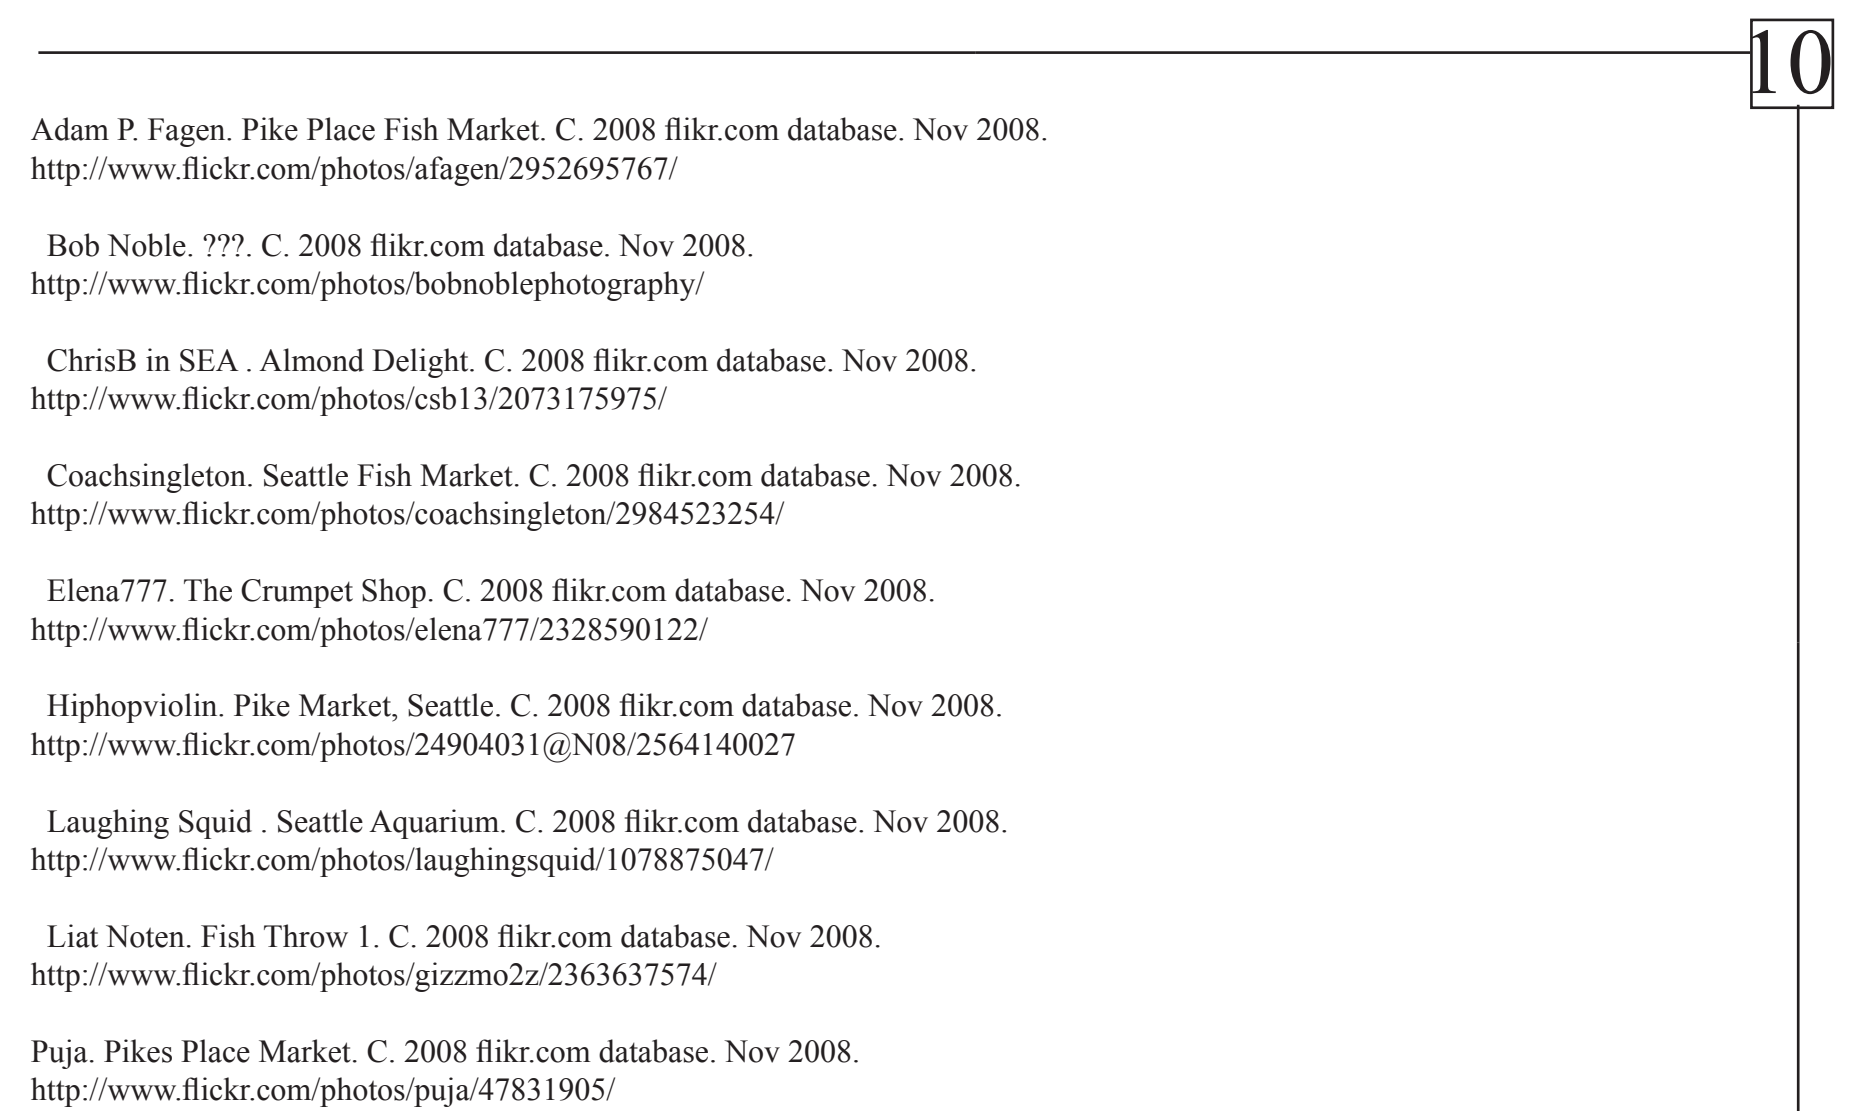 10
Adam P. Fagen. Pike Place Fish Market. C. 2008 flikr.com database. Nov 2008.
http://www.flickr.com/photos/afagen/2952695767/
Bob Noble. ???. C. 2008 flikr.com database. Nov 2008.
http://www.flickr.com/photos/bobnoblephotography/
ChrisB in SEA . Almond Delight. C. 2008 flikr.com database. Nov 2008.
http://www.flickr.com/photos/csb13/2073175975/
Coachsingleton. Seattle Fish Market. C. 2008 flikr.com database. Nov 2008.
http://www.flickr.com/photos/coachsingleton/2984523254/
Elena777. The Crumpet Shop. C. 2008 flikr.com database. Nov 2008.
http://www.flickr.com/photos/elena777/2328590122/
Hiphopviolin. Pike Market, Seattle. C. 2008 flikr.com database. Nov 2008.
http://www.flickr.com/photos/24904031@N08/2564140027
Laughing Squid . Seattle Aquarium. C. 2008 flikr.com database. Nov 2008.
http://www.flickr.com/photos/laughingsquid/1078875047/
Liat Noten. Fish Throw 1. C. 2008 flikr.com database. Nov 2008.
http://www.flickr.com/photos/gizzmo2z/2363637574/
Puja. Pikes Place Market. C. 2008 flikr.com database. Nov 2008.
http://www.flickr.com/photos/puja/47831905/